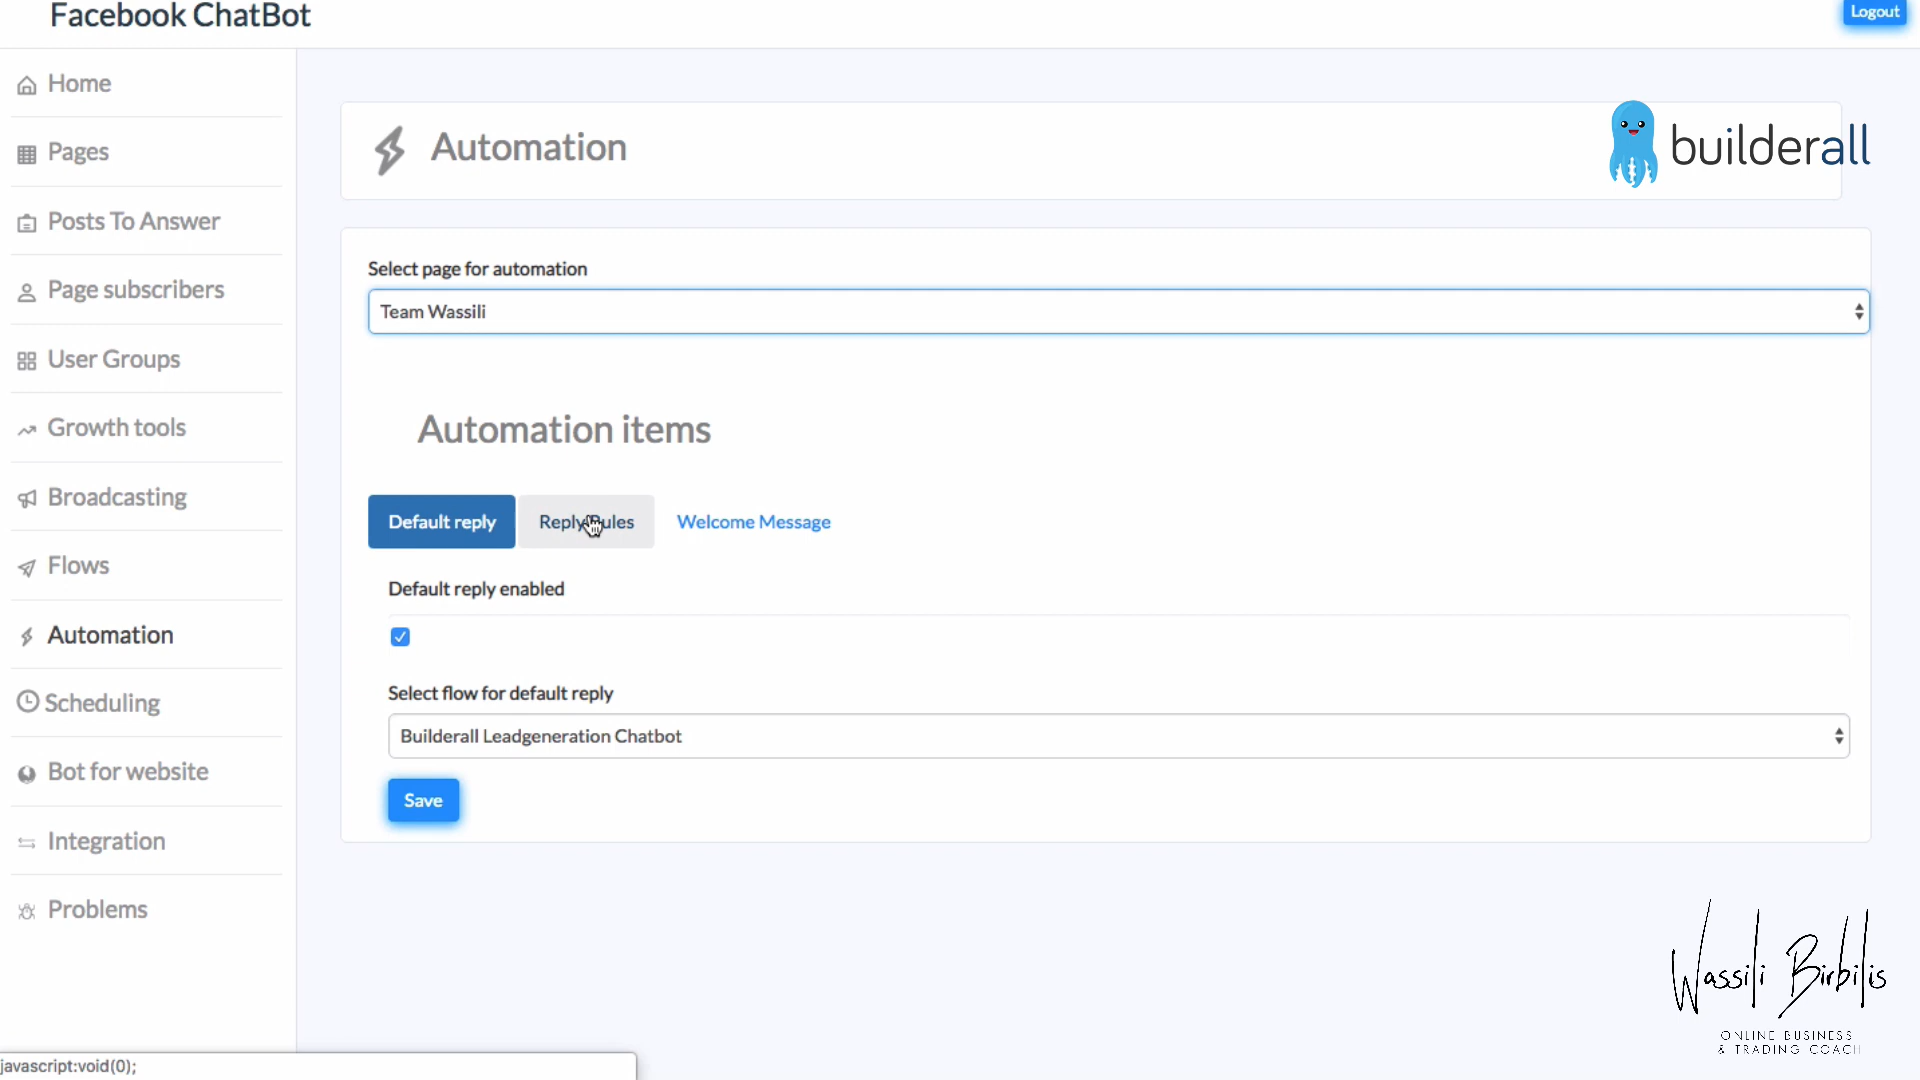 Facebook ChatBot
Logout
Home
Pages
Posts To Answer
Page subscribers
User Groups
Growth tools
Broadcasting
Flows
Automation
Scheduling
Bot for website
Integration
Problems
Automation
builderall
Select page for automation
Team Wassili
Automation items
Default reply
Reply Rules
Welcome Message
Default reply enabled
Select flow for default reply
Builderall Leadgeneration Chatbot
Save
Wassili Birbilis
ONLINE BUSINESS
& TRADING COACH
javascript:void(0);